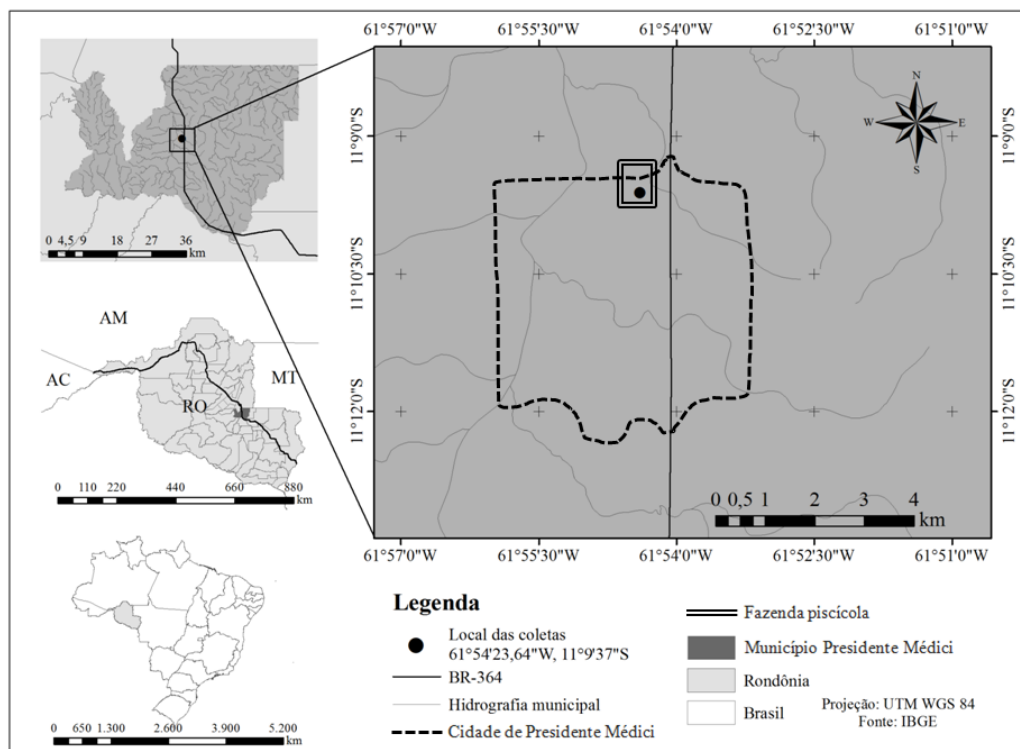 61°57'0"W 61°55'30"W 61°54'0"W 61°52'30"W 61°51'0"W
11°9'0"S
11°10'30"S
11°12'0"S
N
W E
S
11°9'0"S
11°10'30"S
11°12'0"S
0 0,5 1 2 3 4
km
61°57'0"W 61°55'30"W 61°54'0"W 61°52'30"W 61°51'0"W
0 4,5 9 18 27 36
km
AM
AC
RO
MT
0 110 220 440 660 880
km
0 650 1.300 2.600 3.900 5.200
km
Legenda
Local das coletas
61°54'23,64"W, 11°9'37"S
BR-364
Hidrografia municipal
Cidade de Presidente Médici
Fazenda piscícola
Município Presidente Médici
Rondônia
Brasil
Projeção: UTM WGS 84
Fonte: IBGE